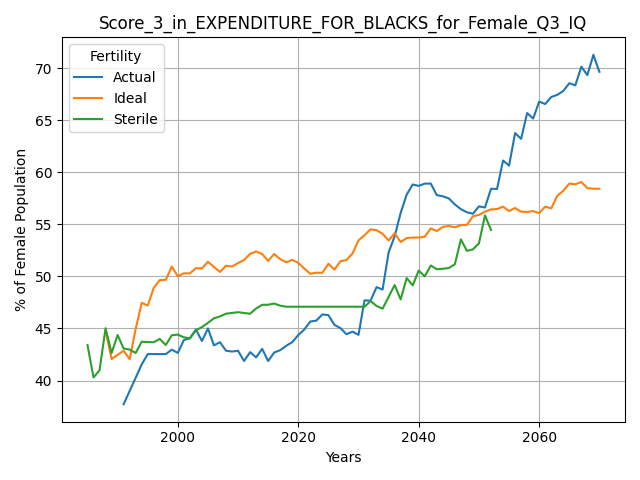 Score_3_in_EXPENDITURE_FOR_BLACKS_for_Female_Q3_IQ
Fertility
Actual
Ideal
Sterile
% of Female Population
70
65
60
55
50
45
40
2000
2020
2040
2060
Years